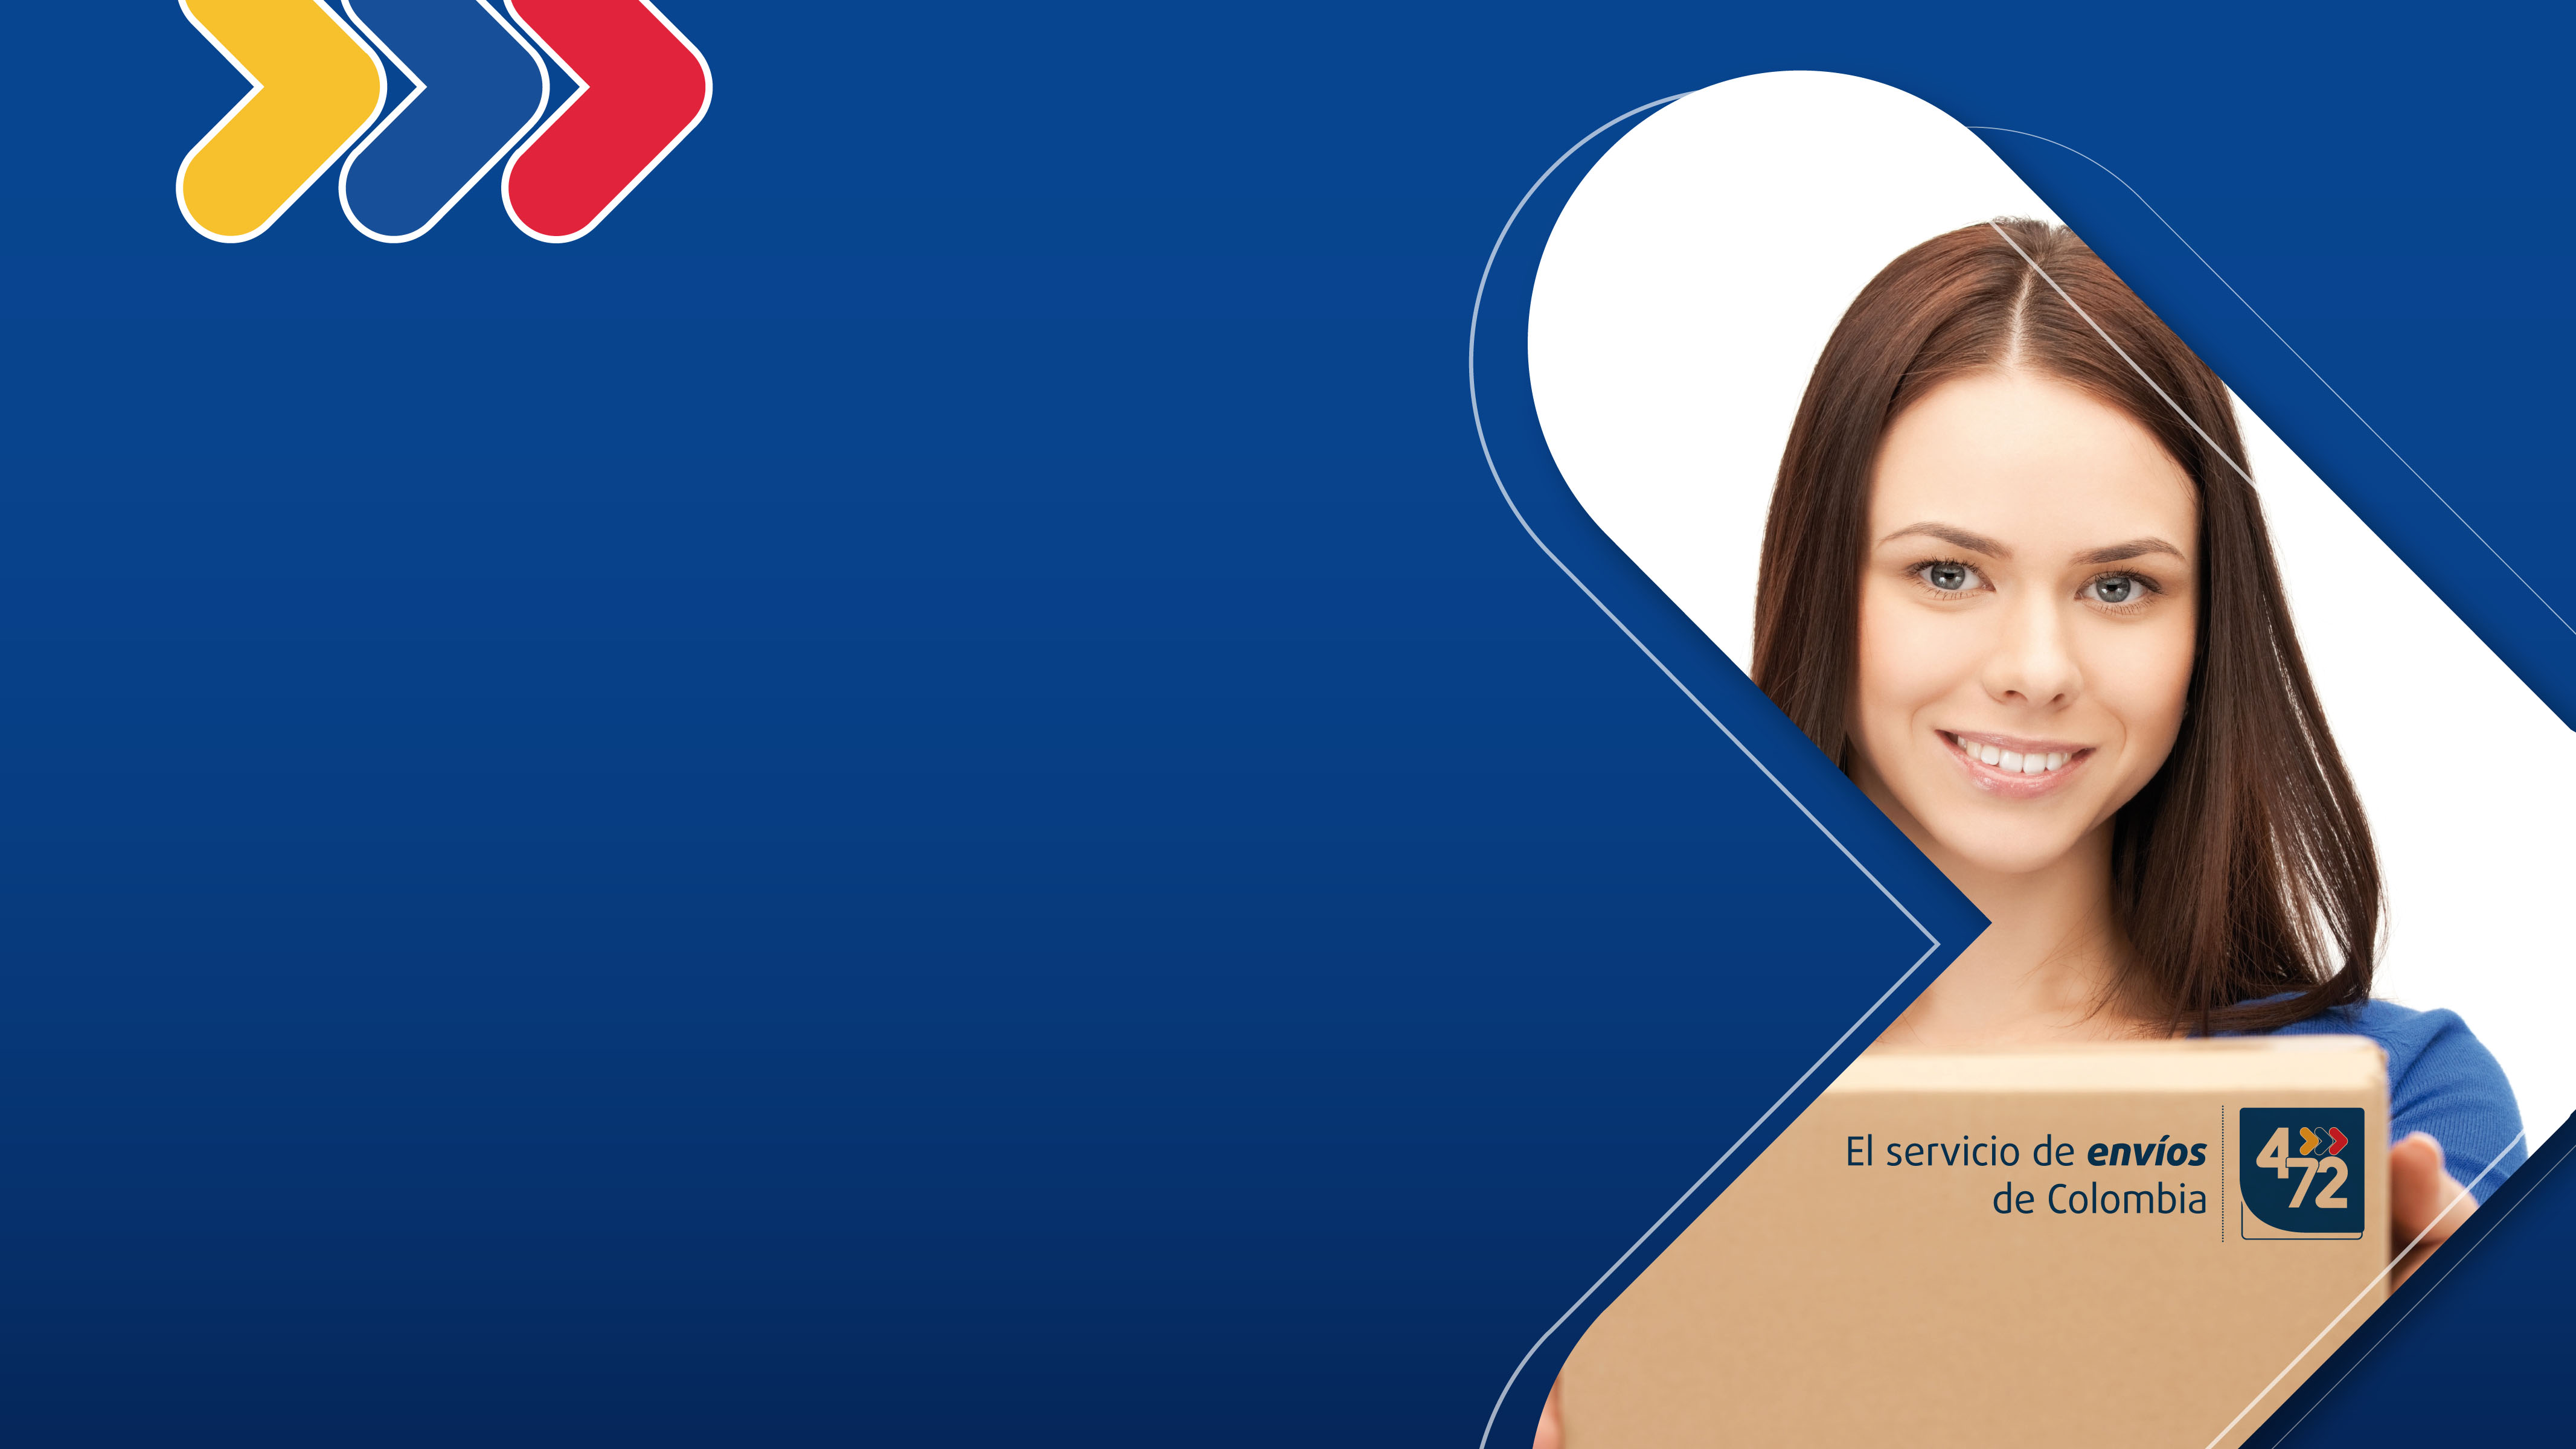 El servicio de envíos
de Colombia
472